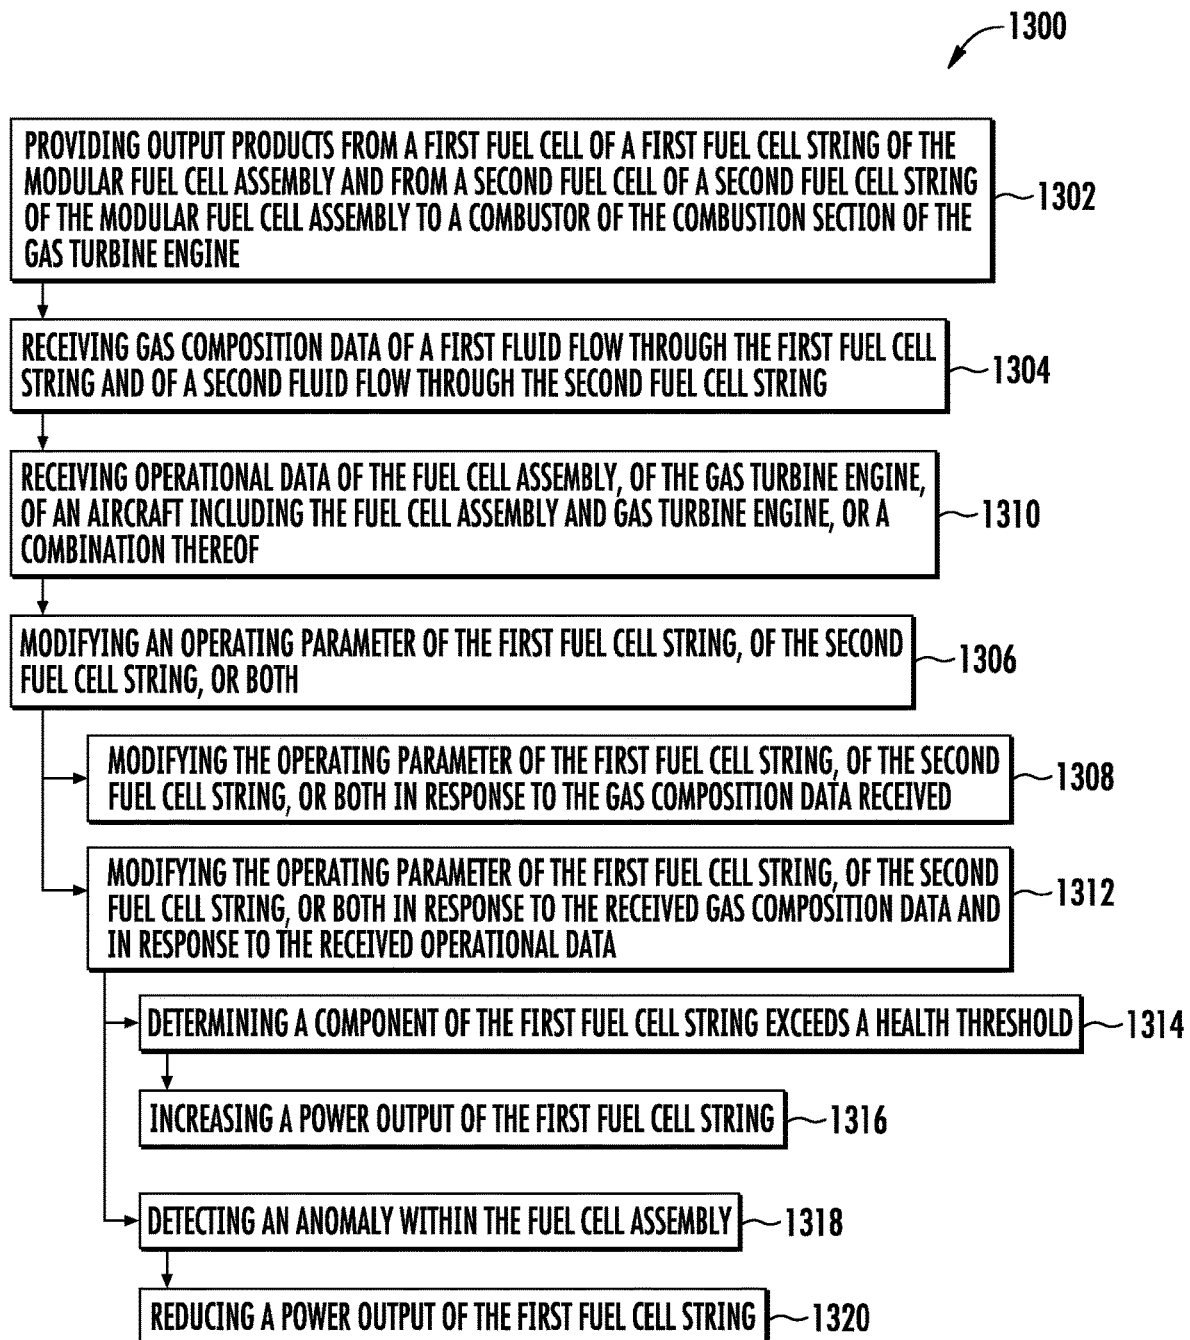 1300
PROVIDING OUTPUT PRODUCTS FROM A FIRST FUEL CELL OF A FIRST FUEL CELL STRING OF THE
MODULAR FUEL CELL ASSEMBLY AND FROM A SECOND FUEL CELL OF A SECOND FUEL CELL STRING
OF THE MODULAR FUEL CELL ASSEMBLY TO A COMBUSTOR OF THE COMBUSTION SECTION OF THE
GAS TURBINE ENGINE
1302
RECEIVING GAS COMPOSITION DATA OF A FIRST FLUID FLOW THROUGH THE FIRST FUEL CELL
STRING AND OF A SECOND FLUID FLOW THROUGH THE SECOND FUEL CELL STRING
1304
RECEIVING OPERATIONAL DATA OF THE FUEL CELL ASSEMBLY, OF THE GAS TURBINE ENGINE,
OF AN AIRCRAFT INCLUDING THE FUEL CELL ASSEMBLY AND GAS TURBINE ENGINE, OR A
COMBINATION THEREOF
1310
MODIFYING AN OPERATING PARAMETER OF THE FIRST FUEL CELL STRING, OF THE SECOND
FUEL CELL STRING, OR BOTH
1306
MODIFYING THE OPERATING PARAMETER OF THE FIRST FUEL CELL STRING, OF THE SECOND
FUEL CELL STRING, OR BOTH IN RESPONSE TO THE GAS COMPOSITION DATA RECEIVED
1308
MODIFYING THE OPERATING PARAMETER OF THE FIRST FUEL CELL STRING, OF THE SECOND
FUEL CELL STRING, OR BOTH IN RESPONSE TO THE RECEIVED GAS COMPOSITION DATA AND
IN RESPONSE TO THE RECEIVED OPERATIONAL DATA
1312
DETERMINING A COMPONENT OF THE FIRST FUEL CELL STRING EXCEEDS A HEALTH THRESHOLD
1314
INCREASING A POWER OUTPUT OF THE FIRST FUEL CELL STRING
1316
DETECTING AN ANOMALY WITHIN THE FUEL CELL ASSEMBLY
1318
REDUCING A POWER OUTPUT OF THE FIRST FUEL CELL STRING
1320